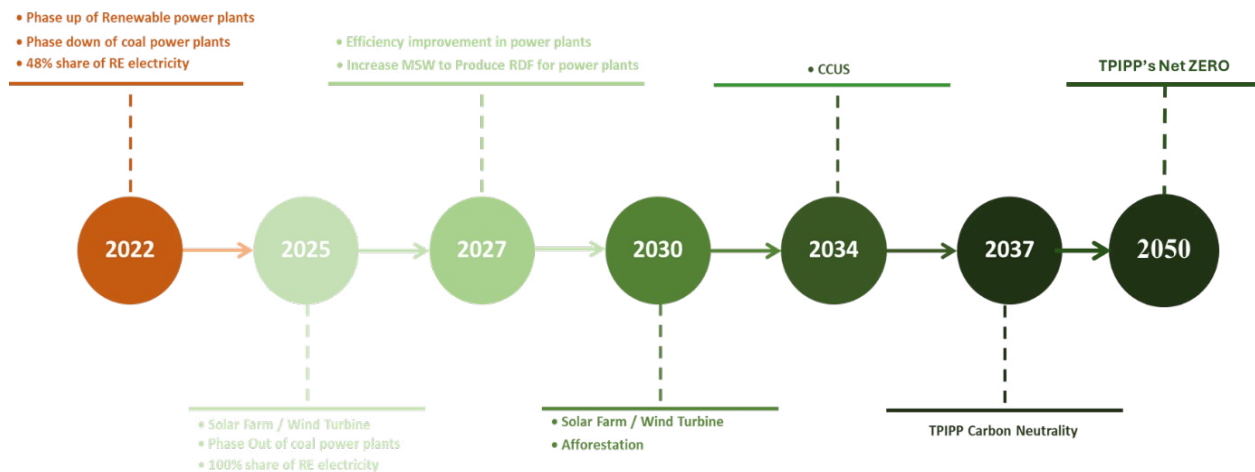 • Phase up of Renewable power plants
• Phase down of coal power plants
• 48% share of RE electricity
• Efficiency improvement in power plants
• Increase MSW to Produce RDF for power plants
• CCUS
TPIPP's Net ZERO
2022
2025
2027
2030
2034
2037
2050
• Solar Farm / Wind Turbine
• Phase Out of coal power plants
• 100% share of RE electricity
• Solar Farm / Wind Turbine
• Afforestation
TPIPP Carbon Neutrality